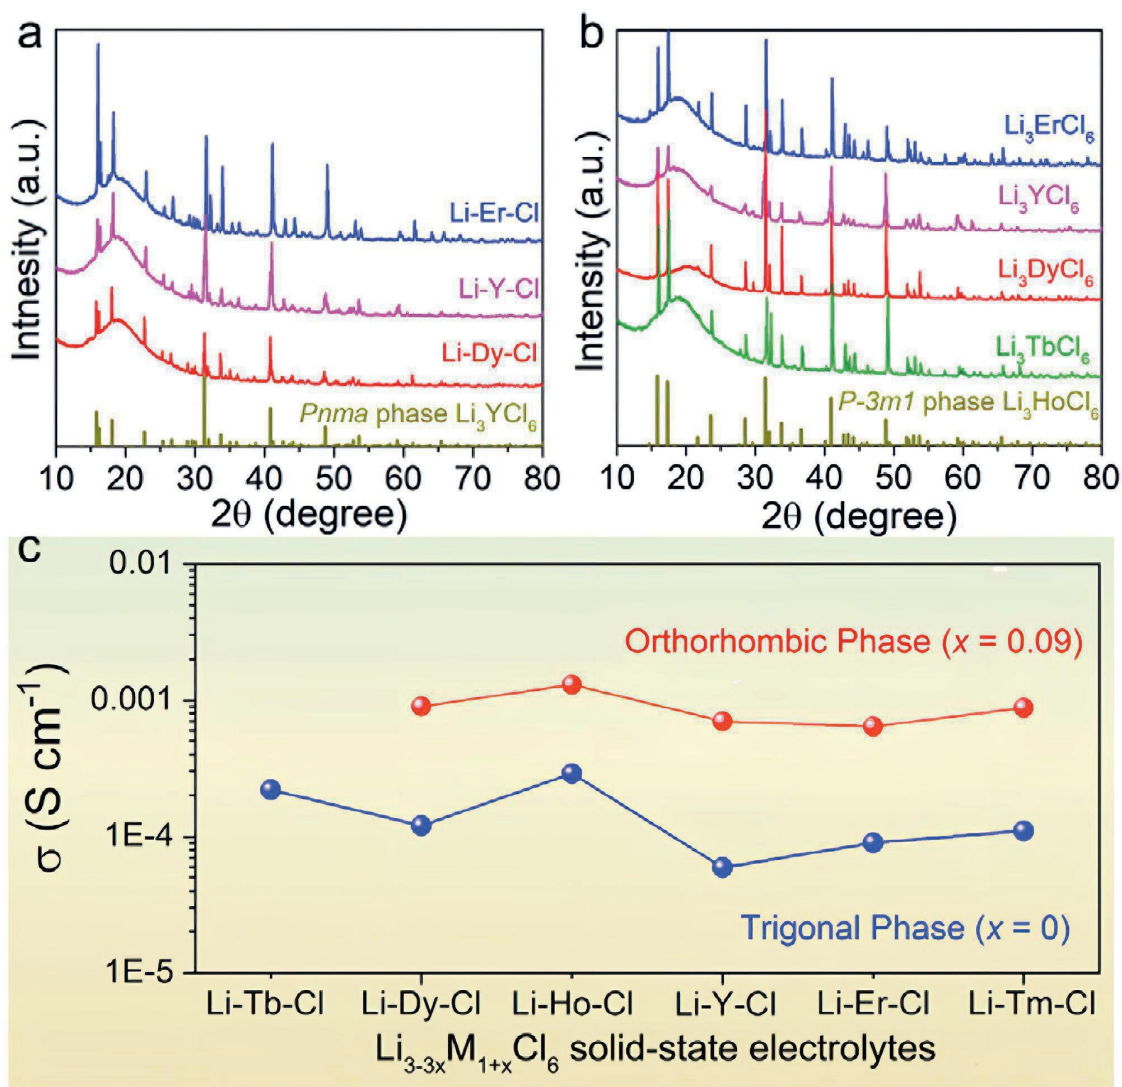 a
Intnesity (a.u.)
Li-Er-Cl
Li-Y-Cl
Li-Dy-Cl
Pnma phase Li₃YCl₆
10 20 30 40 50 60 70 80
2θ (degree)
b
Intensity (a.u.)
Li₃ErCl₆
Li₃YCl₆
Li₃DyCl₆
Li₃TbCl₆
P-3m1 phase Li₃HoCl₆
10 20 30 40 50 60 70 80
2θ (degree)
c
σ (S cm⁻¹)
0.01
0.001
1E-4
1E-5
Orthorhombic Phase (x = 0.09)
Trigonal Phase (x = 0)
Li-Tb-Cl Li-Dy-Cl Li-Ho-Cl Li-Y-Cl Li-Er-Cl Li-Tm-Cl
Li₃₋₃ₓM₁₊ₓCl₆ solid-state electrolytes